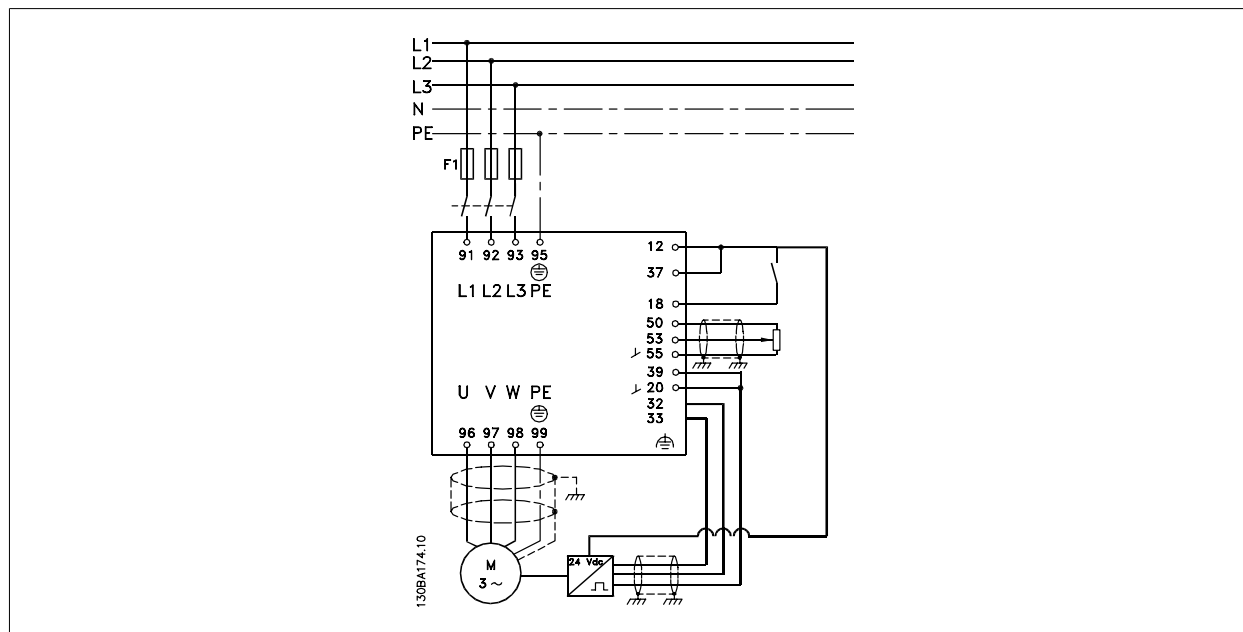 L1
L2
L3
N
PE
F1
91 92 93 95
L1 L2 L3 PE
12
37
18
50
53
55
39
20
32
33
U V W PE
96 97 98 99
M
3 ~
24 Vdc
130BA174.10